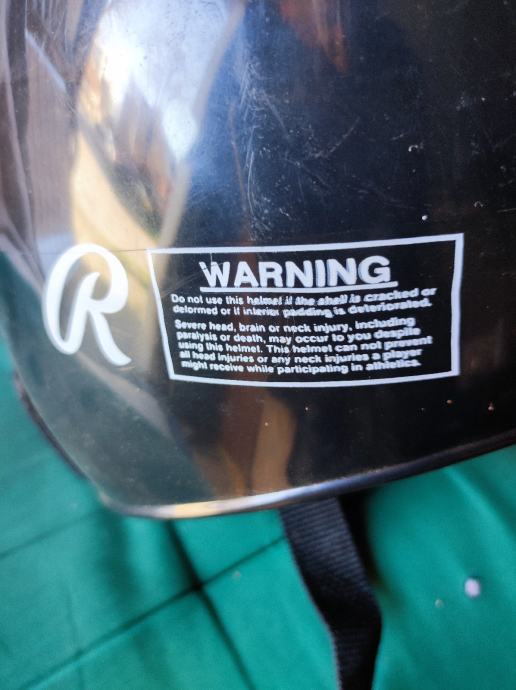 R
WARNING
Do not use this helmet if the shell is cracked or
deformed or if interior padding is deteriorated.
Severe head, brain or neck injury, including
paralysis or death, may occur to you despite
using this helmet. This helmet can not prevent
all head injuries or any neck injuries a player
might receive while participating in athletics.